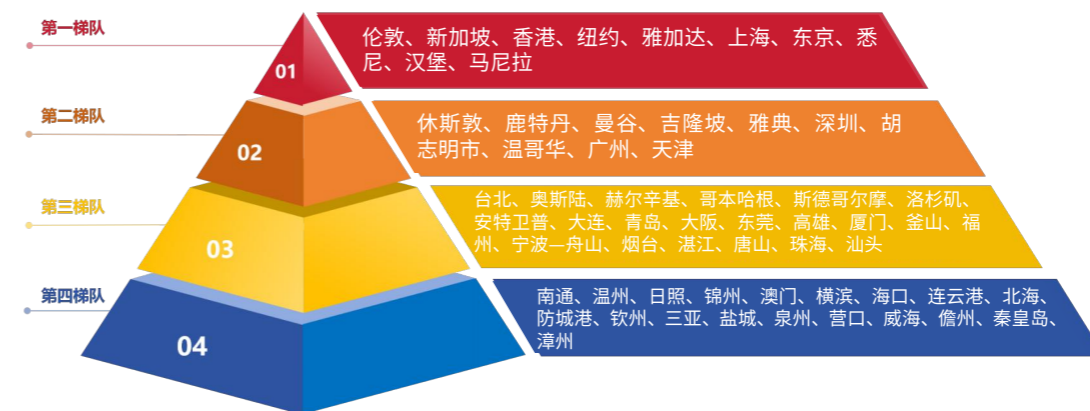 第一梯队
01
伦敦、新加坡、香港、纽约、雅加达、上海、东京、悉
尼、汉堡、马尼拉
第二梯队
02
休斯敦、鹿特丹、曼谷、吉隆坡、雅典、深圳、胡
志明市、温哥华、广州、天津
第三梯队
03
台北、奥斯陆、赫尔辛基、哥本哈根、斯德哥尔摩、洛杉矶、
安特卫普、大连、青岛、大阪、东莞、高雄、厦门、釜山、福
州、宁波—舟山、烟台、湛江、唐山、珠海、汕头
第四梯队
04
南通、温州、日照、锦州、澳门、横滨、海口、连云港、北海、
防城港、钦州、三亚、盐城、泉州、营口、威海、儋州、秦皇岛、
漳州